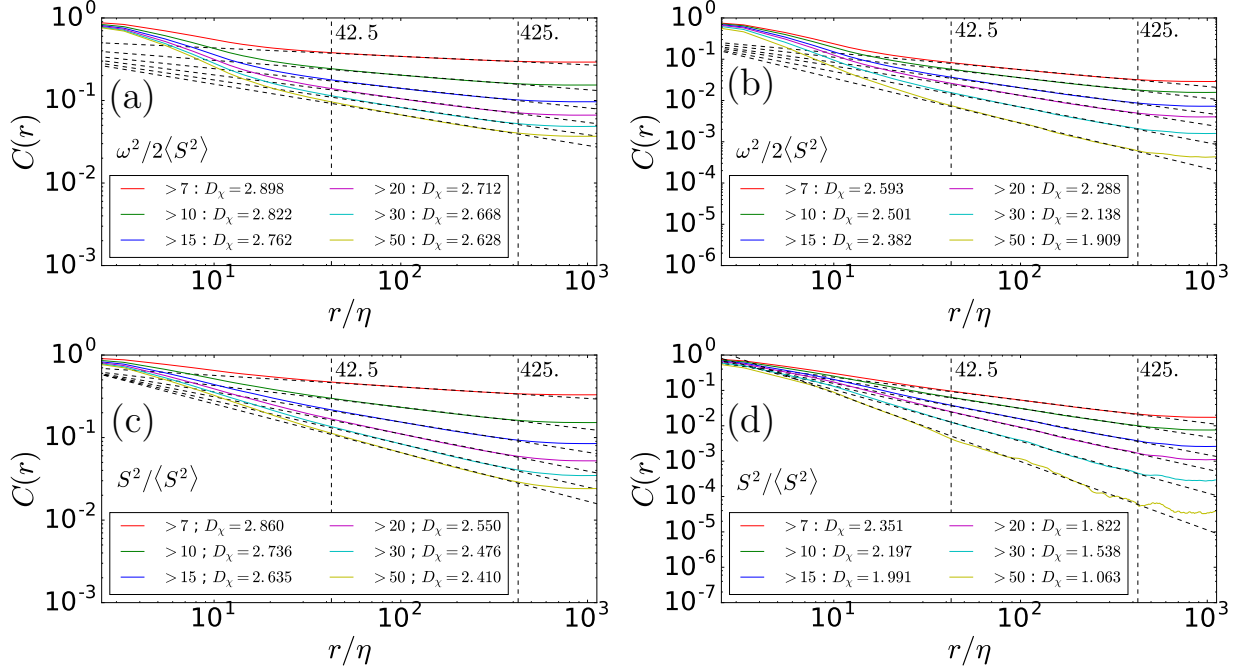 10^0
10^-1
10^-2
10^-3
C(r)
42.5
425.
(a)
ω^2/2⟨S^2⟩
>7 : D_χ = 2.898
>10 : D_χ = 2.822
>15 : D_χ = 2.762
>20 : D_χ = 2.712
>30 : D_χ = 2.668
>50 : D_χ = 2.628
10^1
10^2
10^3
r/η
10^0
10^-1
10^-2
10^-3
10^-4
10^-5
10^-6
C(r)
42.5
425.
(b)
ω^2/2⟨S^2⟩
>7 : D_χ = 2.593
>10 : D_χ = 2.501
>15 : D_χ = 2.382
>20 : D_χ = 2.288
>30 : D_χ = 2.138
>50 : D_χ = 1.909
10^1
10^2
10^3
r/η
10^0
10^-1
10^-2
10^-3
C(r)
42.5
425.
(c)
S^2/⟨S^2⟩
>7 ; D_χ = 2.860
>10 ; D_χ = 2.736
>15 ; D_χ = 2.635
>20 ; D_χ = 2.550
>30 ; D_χ = 2.476
>50 ; D_χ = 2.410
10^1
10^2
10^3
r/η
10^0
10^-1
10^-2
10^-3
10^-4
10^-5
10^-6
10^-7
C(r)
42.5
425.
(d)
S^2/⟨S^2⟩
>7 : D_χ = 2.351
>10 : D_χ = 2.197
>15 : D_χ = 1.991
>20 : D_χ = 1.822
>30 : D_χ = 1.538
>50 : D_χ = 1.063
10^1
10^2
10^3
r/η